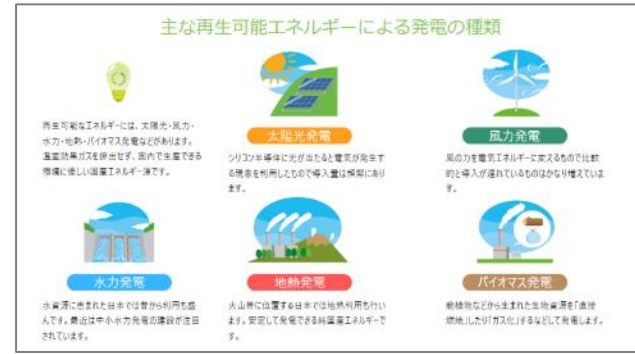 主な再生可能エネルギーによる発電の種類
再生可能なエネルギーには、太陽光・風力・
水力・地熱・バイオマス発電などがあります。
温室効果ガスを排出せず、国内で生産できる
環境に優しい国産エネルギー源です。
太陽光発電
シリコン半導体に光が当たると電気が発生す
る現象を利用したもので導入量は頻繁にあり
ます。
風力発電
風の力を電気エネルギーに変えるもので比較
的と導入が遅れているものはかなり増えていま
す。
水力発電
水資源に恵まれた日本では昔から利用も盛
んです。最近は中小水力発電の建設が注目
されています。
地熱発電
火山帯に位置する日本では地熱利用も行い
ます。安定して発電できる純国産エネルギーで
す。
バイオマス発電
動植物などから生まれた生物資源を「直接
燃焼」したり「ガス化」するなどして発電します。